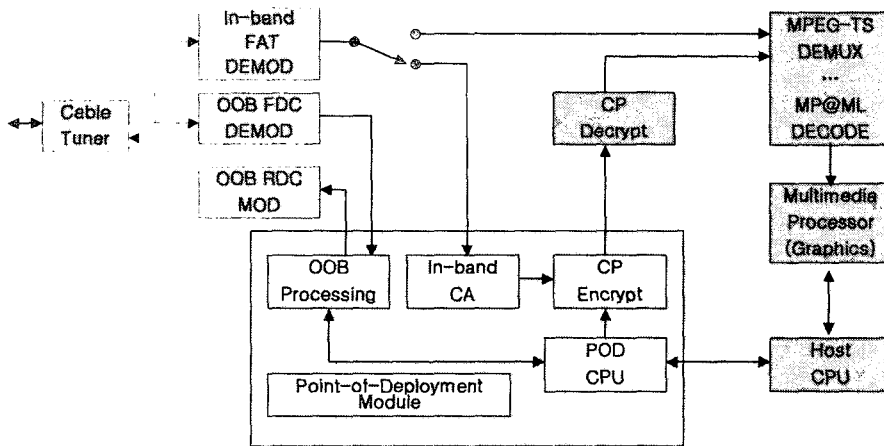 In-band
FAT
DEMOD
MPEG-TS
DEMUX
...
MP@ML
DECODE
Cable
Tuner
OOB FDC
DEMOD
CP
Decrypt
OOB RDC
MOD
Multimedia
Processor
(Graphics)
OOB
Processing
In-band
CA
CP
Encrypt
POD
CPU
Host
CPU
Point-of-Deployment
Module